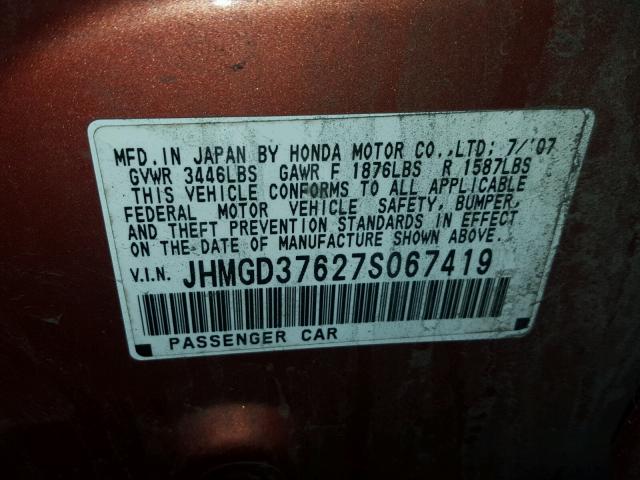 MFD. IN JAPAN BY HONDA MOTOR CO.,LTD; 7/'07
GVWR 3446LBS GAWR F 1876LBS R 1587LBS
THIS VEHICLE CONFORMS TO ALL APPLICABLE
FEDERAL MOTOR VEHICLE SAFETY, BUMPER,
AND THEFT PREVENTION STANDARDS IN EFFECT
ON THE DATE OF MANUFACTURE SHOWN ABOVE.
V.I.N. JHMGD37627S067419
PASSENGER CAR